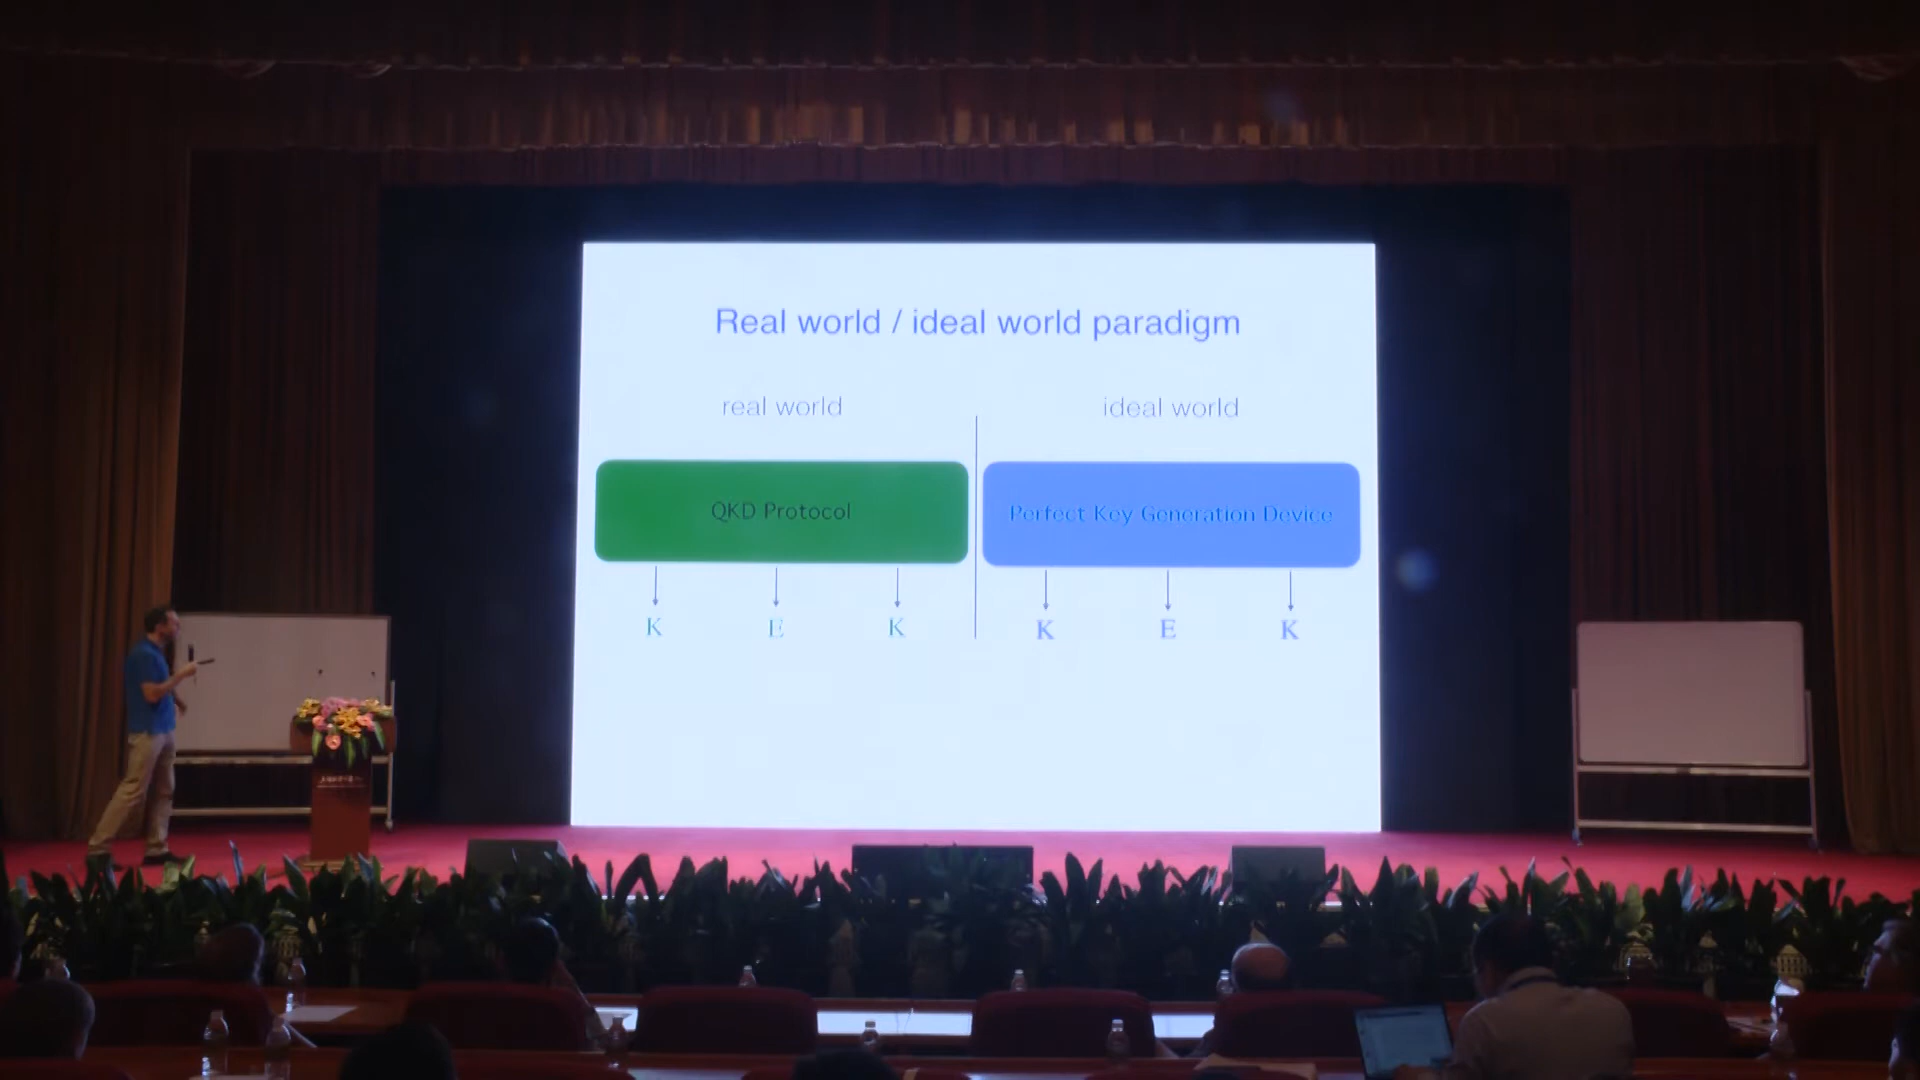 Real world / ideal world paradigm
real world
ideal world
QKD Protocol
Perfect Key Generation Device
K E K
K E K